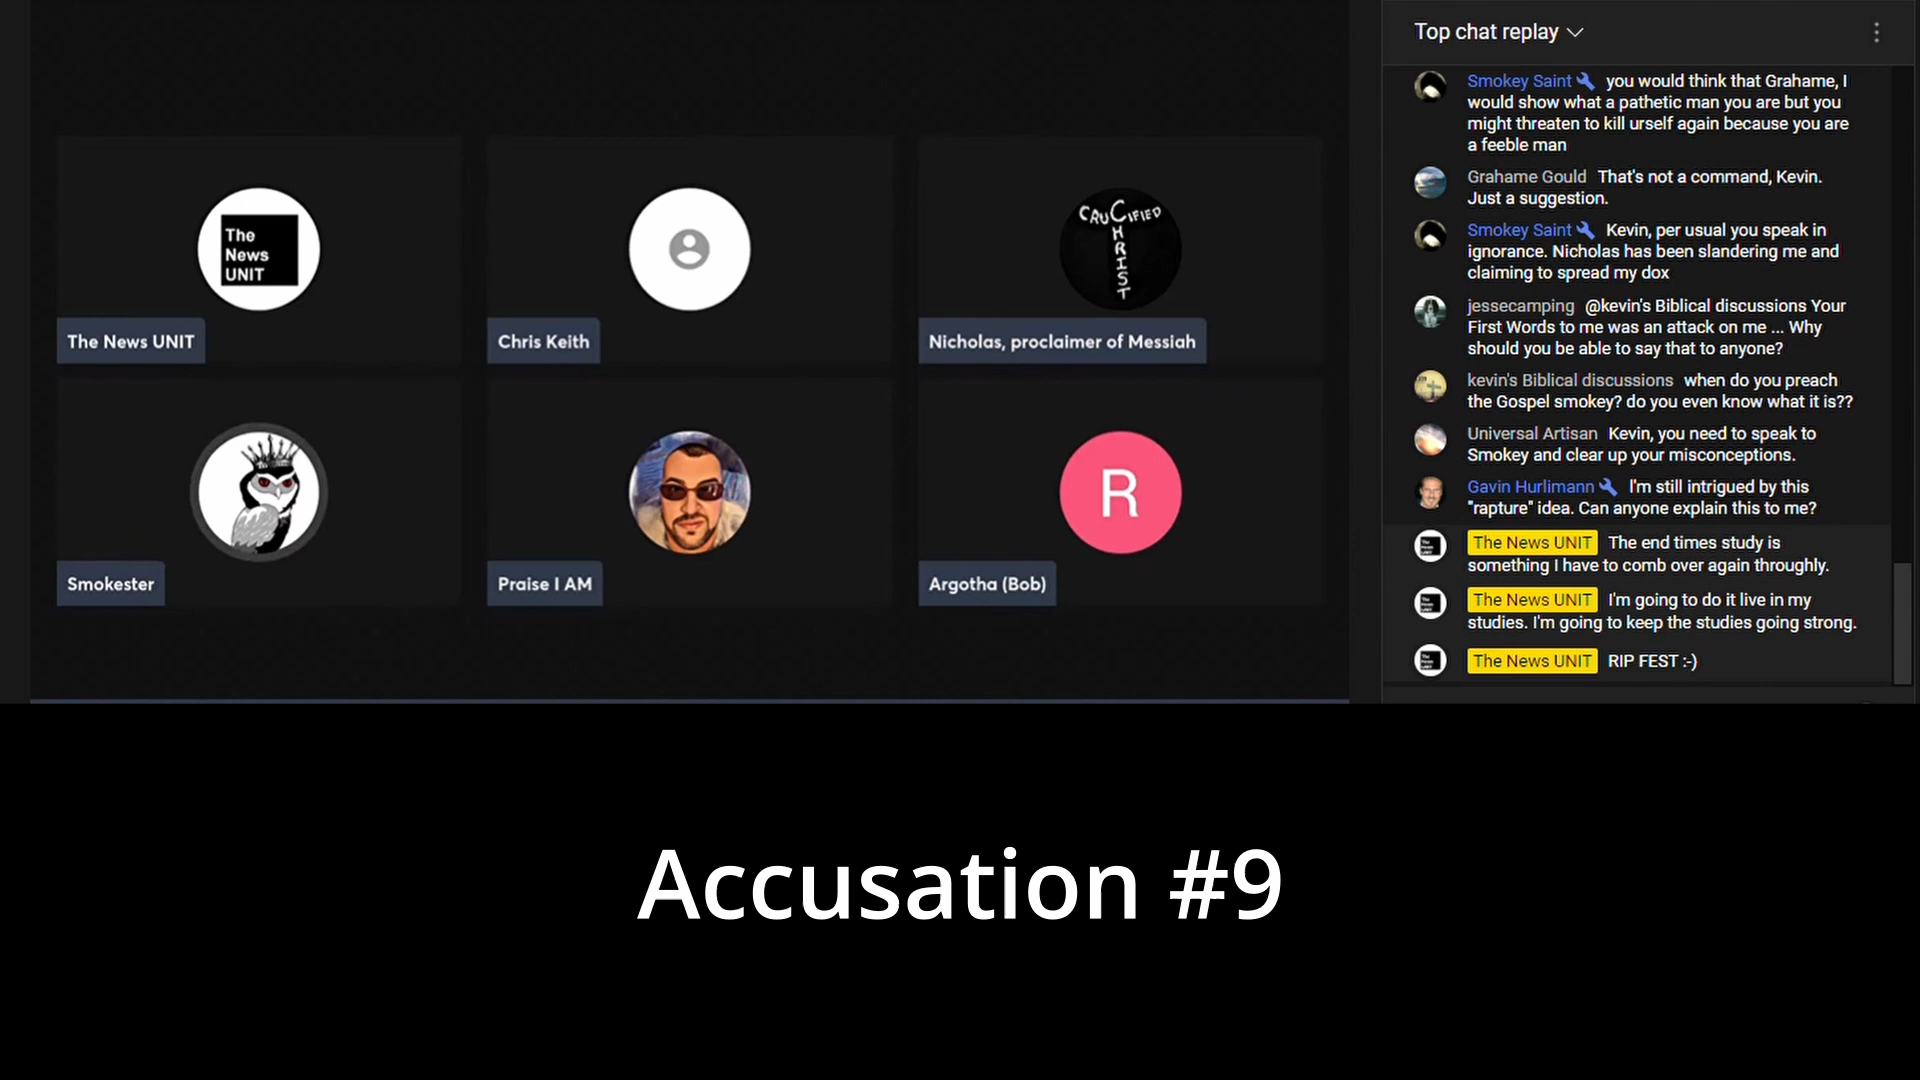 The
News
UNIT
The News UNIT
Chris Keith
CRUCIFIED
CHRIST
Nicholas, proclaimer of Messiah
Smokester
Praise I AM
R
Argotha (Bob)
Top chat replay
Smokey Saint you would think that Grahame, I
would show what a pathetic man you are but you
might threaten to kill urself again because you are
a feeble man
Grahame Gould That's not a command, Kevin.
Just a suggestion.
Smokey Saint Kevin, per usual you speak in
ignorance. Nicholas has been slandering me and
claiming to spread my dox
jessecamping @kevin's Biblical discussions Your
First Words to me was an attack on me ... Why
should you be able to say that to anyone?
kevin's Biblical discussions when do you preach
the Gospel smokey? do you even know what it is??
Universal Artisan Kevin, you need to speak to
Smokey and clear up your misconceptions.
Gavin Hurlimann I'm still intrigued by this
"rapture" idea. Can anyone explain this to me?
The News UNIT The end times study is
something I have to comb over again throughly.
The News UNIT I'm going to do it live in my
studies. I'm going to keep the studies going strong.
The News UNIT RIP FEST :-)
Accusation #9